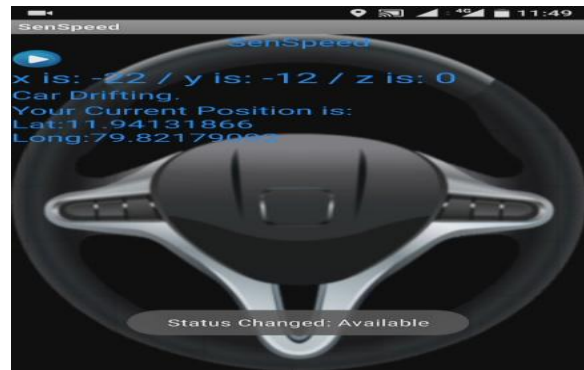 4G 11:49
SenSpeed
SenSpeed
x is: -22 / y is: -12 / z is: 0
Car Drifting.
Your Current Position is:
Lat:11.94131866
Status Changed: Available